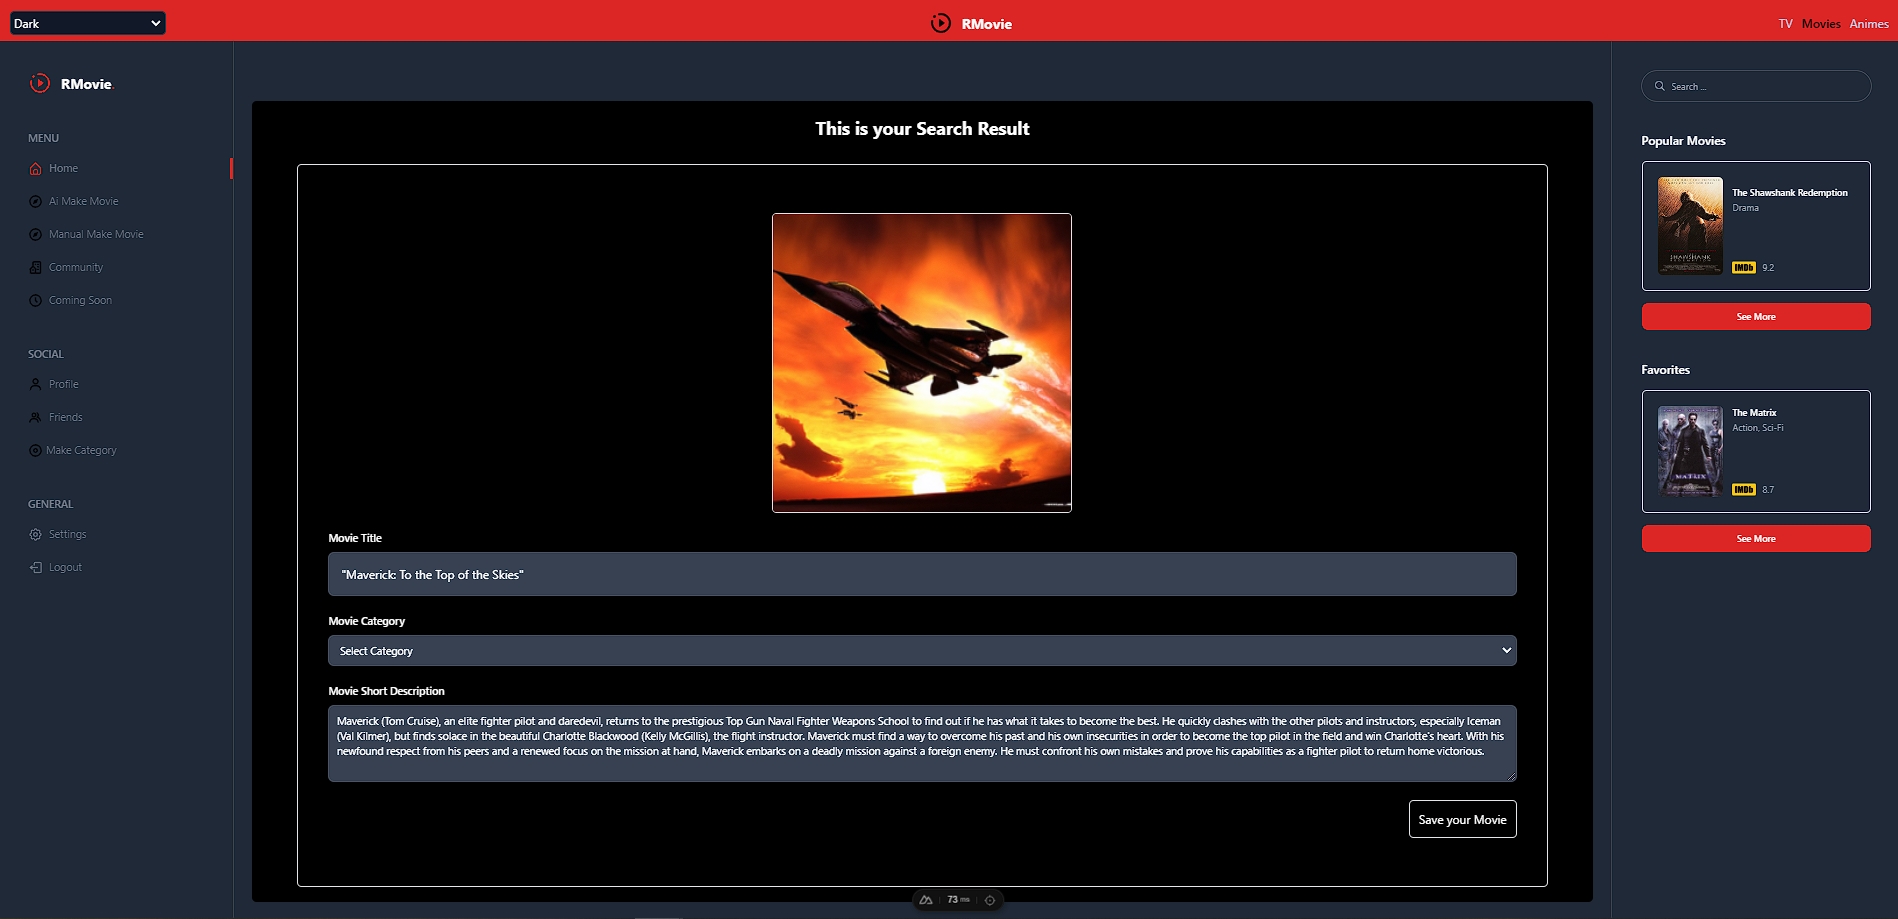 Dark
RMovie
TV Movies Animes
RMovie.
MENU
Home
Ai Make Movie
Manual Make Movie
Community
Coming Soon
SOCIAL
Profile
Friends
Make Category
GENERAL
Settings
Logout
This is your Search Result
Movie Title
"Maverick: To the Top of the Skies"
Movie Category
Select Category
Movie Short Description
Maverick (Tom Cruise), an elite fighter pilot and daredevil, returns to the prestigious Top Gun Naval Fighter Weapons School to find out if he has what it takes to become the best. He quickly clashes with the other pilots and instructors, especially Iceman
(Val Kilmer), but finds solace in the beautiful Charlotte Blackwood (Kelly McGillis), the flight instructor. Maverick must find a way to overcome his past and his own insecurities in order to become the top pilot in the field and win Charlotte's heart. With his
newfound respect from his peers and a renewed focus on the mission at hand, Maverick embarks on a deadly mission against a foreign enemy. He must confront his own mistakes and prove his capabilities as a fighter pilot to return home victorious.
Save your Movie
73 ms
Search ...
Popular Movies
The Shawshank Redemption
Drama
SHAWSHANK
IMDb 9.2
See More
Favorites
The Matrix
Action, Sci-Fi
MATRIX
IMDb 8.7
See More